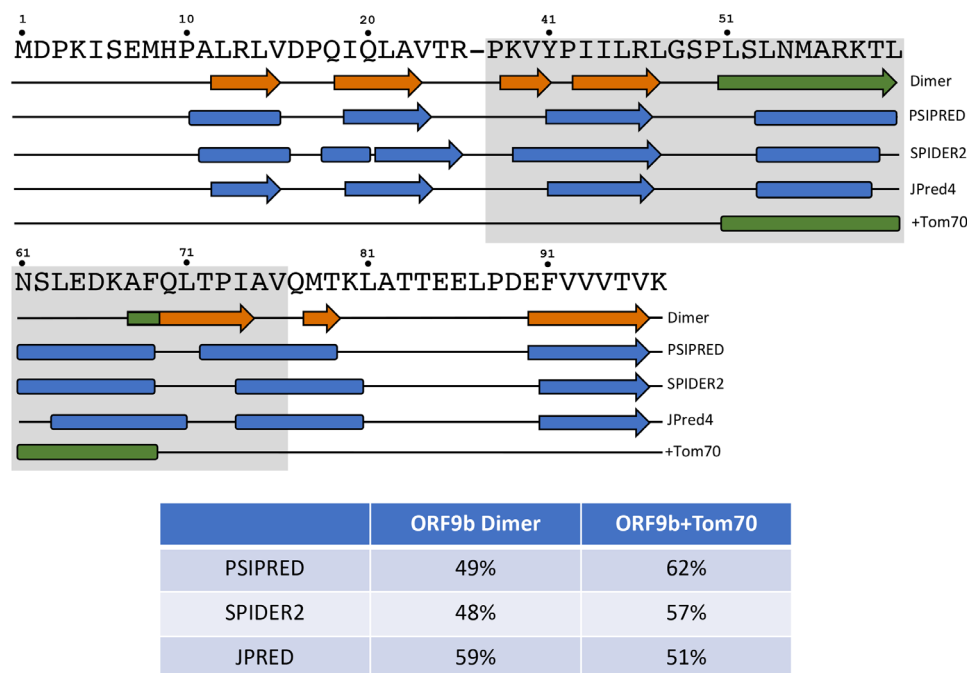 1 10 20 41 51
MDPKISEMHPALRLVDPQIQLAVTR–PKVYPIILRLGSPLSLNMARKTL
Dimer
PSIPRED
SPIDER2
JPred4
+Tom70
61 71 81 91
NSLEDKAFQLTPIAVQMTKLATTEELPDEFVVVTVK
Dimer
PSIPRED
SPIDER2
JPred4
+Tom70
ORF9b Dimer ORF9b+Tom70
PSIPRED 49% 62%
SPIDER2 48% 57%
JPRED 59% 51%